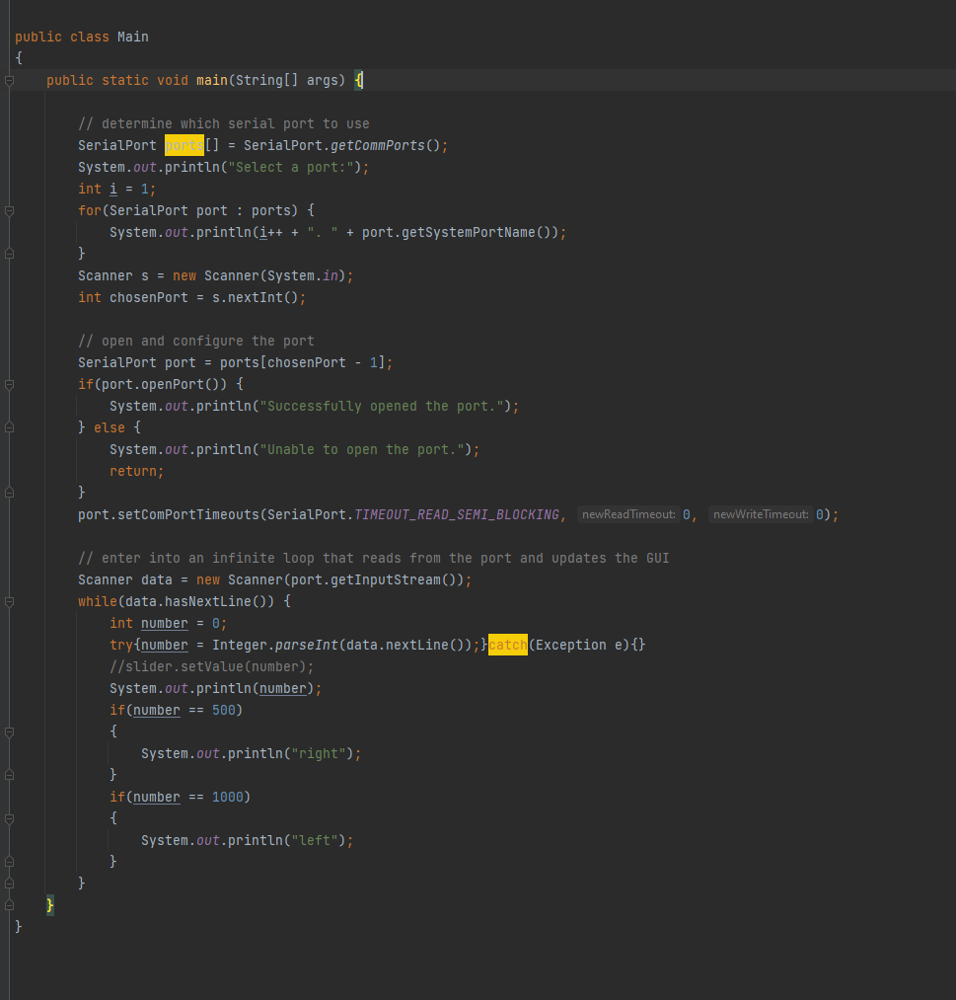 public class Main
{
    public static void main(String[] args) {
        // determine which serial port to use
        SerialPort ports[] = SerialPort.getCommPorts();
        System.out.println("Select a port:");
        int i = 1;
        for(SerialPort port : ports) {
            System.out.println(i++ + ". " + port.getSystemPortName());
        }
        Scanner s = new Scanner(System.in);
        int chosenPort = s.nextInt();
        // open and configure the port
        SerialPort port = ports[chosenPort - 1];
        if(port.openPort()) {
            System.out.println("Successfully opened the port.");
        } else {
            System.out.println("Unable to open the port.");
            return;
        }
        port.setComPortTimeouts(SerialPort.TIMEOUT_READ_SEMI_BLOCKING, newReadTimeout: 0, newWriteTimeout: 0);
        // enter into an infinite loop that reads from the port and updates the GUI
        Scanner data = new Scanner(port.getInputStream());
        while(data.hasNextLine()) {
            int number = 0;
            try{number = Integer.parseInt(data.nextLine());}catch(Exception e){}
            //slider.setValue(number);
            System.out.println(number);
            if(number == 500)
            {
                System.out.println("right");
            }
            if(number == 1000)
            {
                System.out.println("left");
            }
        }
    }
}